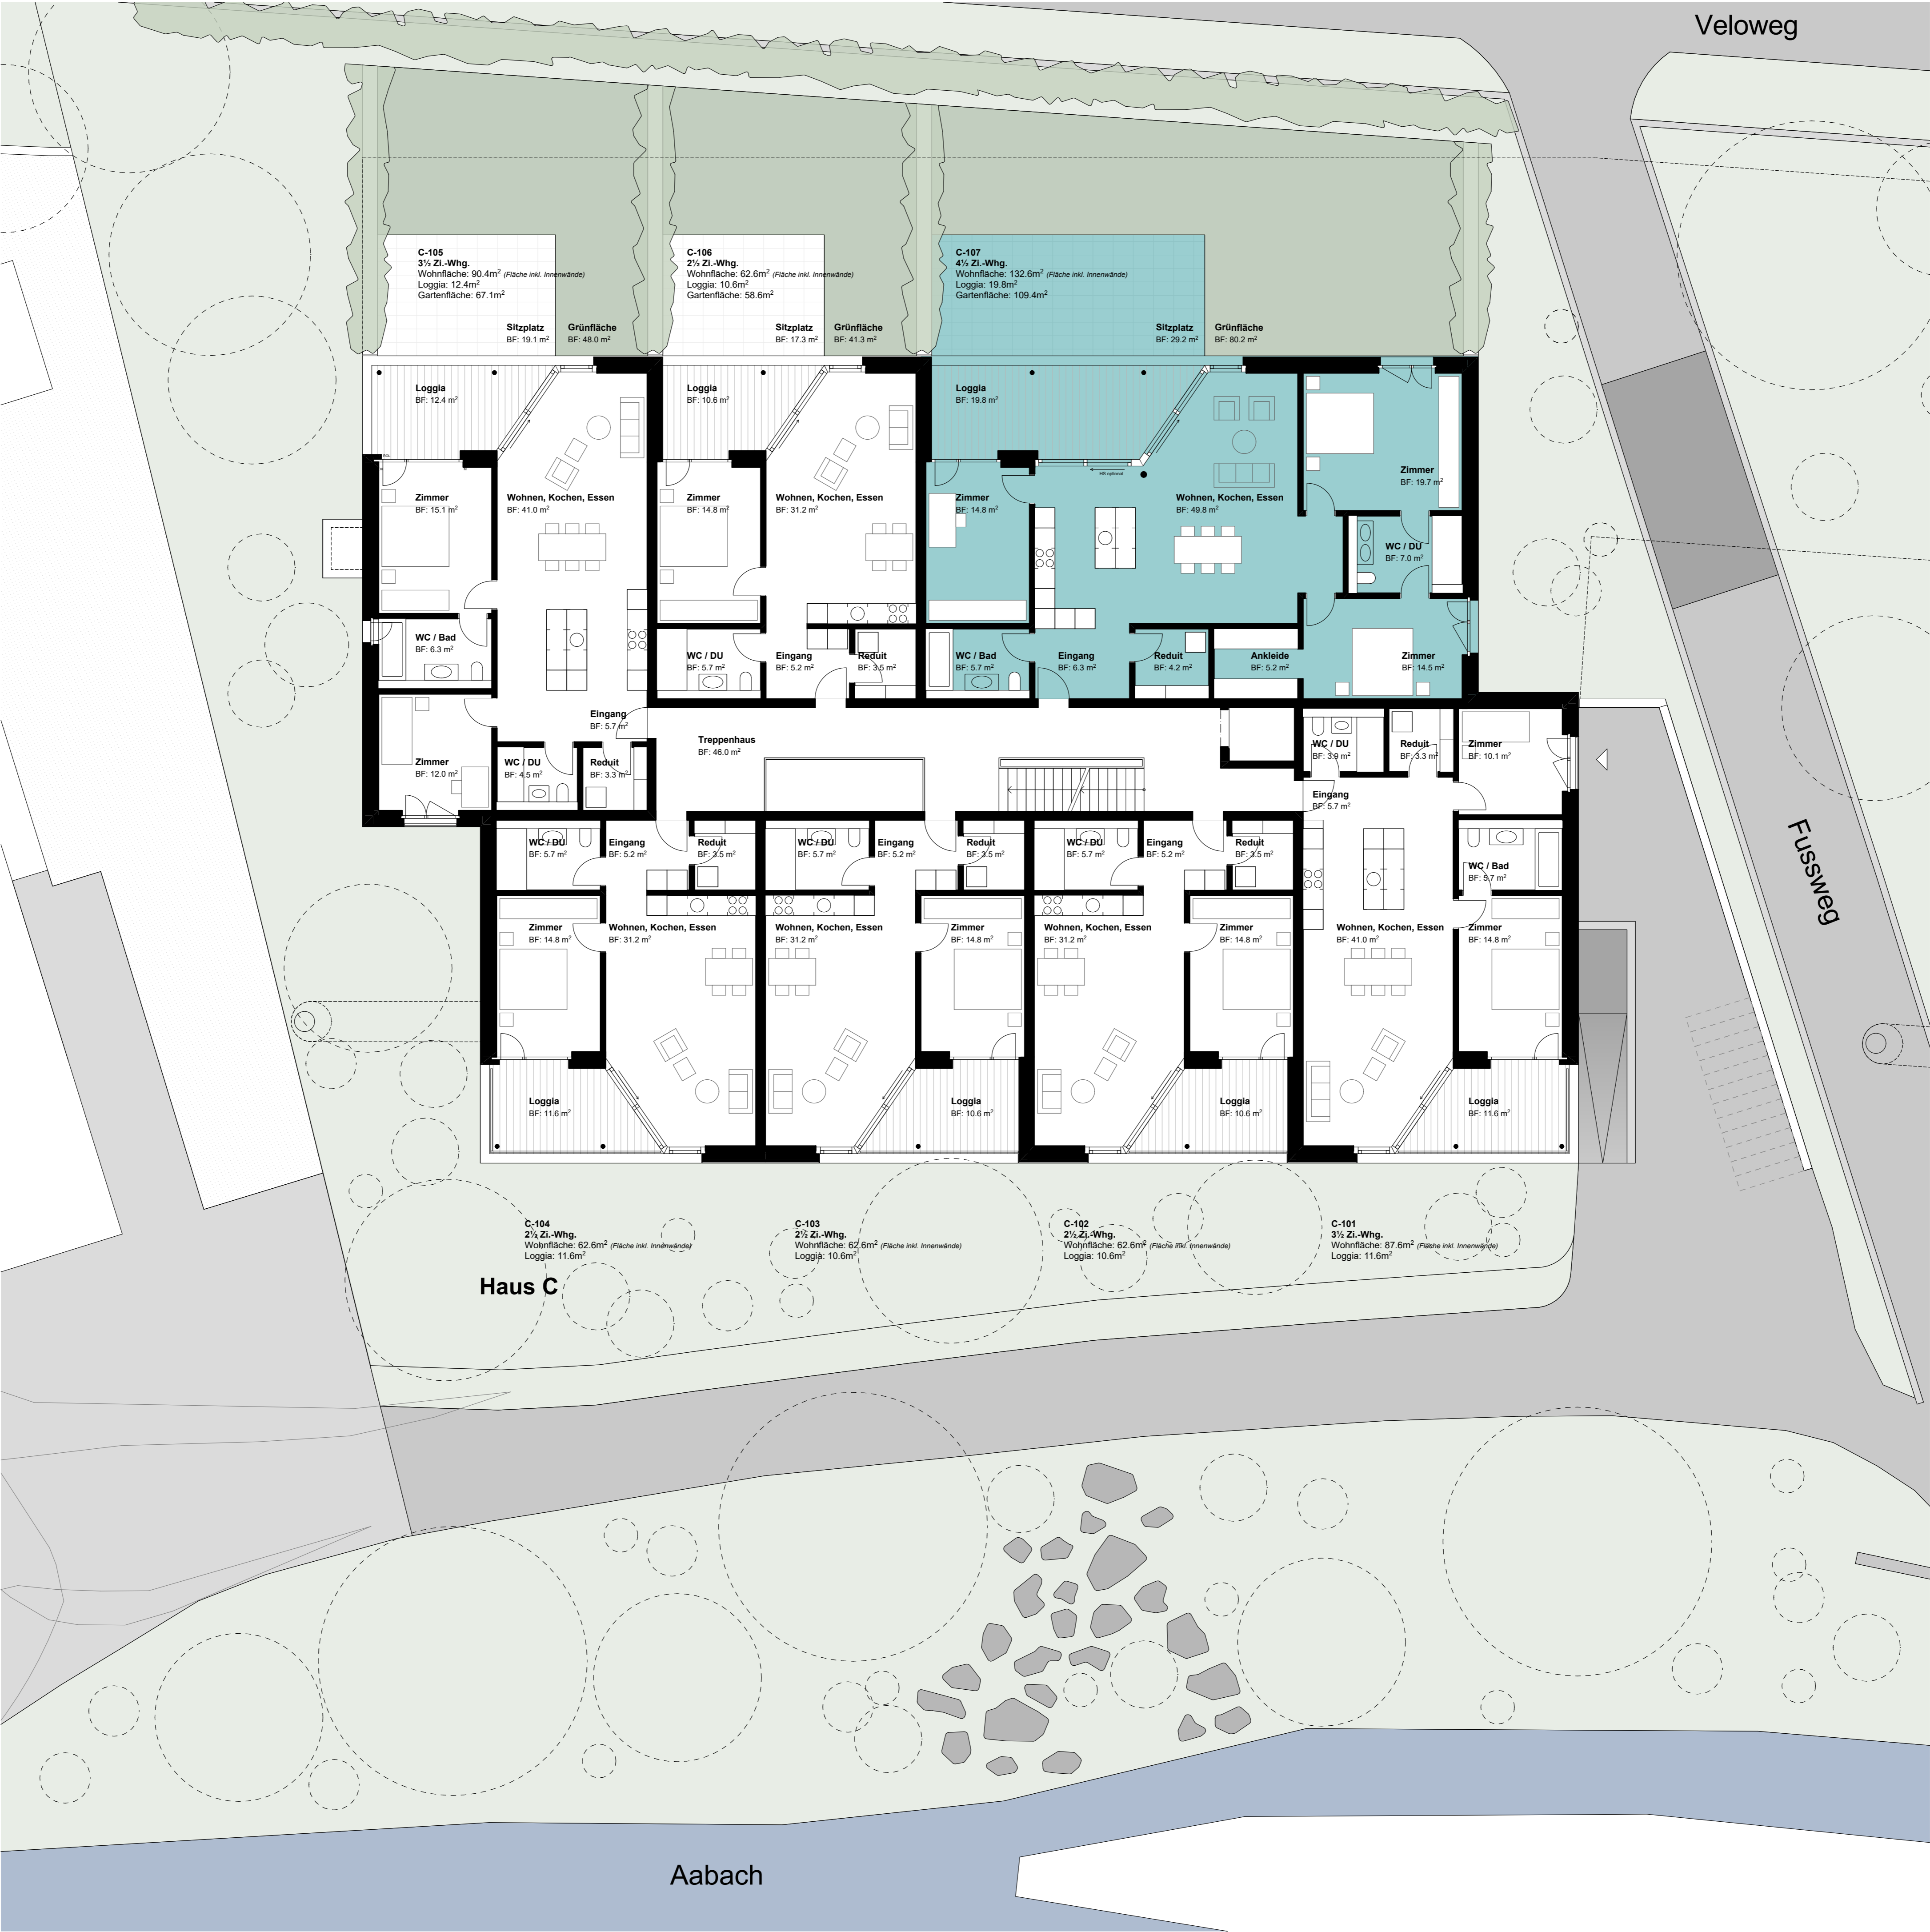 Veloweg
C-105
3½ Zi.-Whg.
Wohnfläche: 90.4m² (Fläche inkl. Innenwände)
Loggia: 12.4m²
Gartenfläche: 67.1m²
Sitzplatz
BF: 19.1 m²
Grünfläche
BF: 48.0 m²
C-106
2½ Zi.-Whg.
Wohnfläche: 62.6m² (Fläche inkl. Innenwände)
Loggia: 10.6m²
Gartenfläche: 58.6m²
Sitzplatz
BF: 17.3 m²
Grünfläche
BF: 41.3 m²
C-107
4½ Zi.-Whg.
Wohnfläche: 132.6m² (Fläche inkl. Innenwände)
Loggia: 19.8m²
Gartenfläche: 109.4m²
Sitzplatz
BF: 29.2 m²
Grünfläche
BF: 80.2 m²
Loggia
BF: 12.4 m²
Zimmer
BF: 15.1 m²
Wohnen, Kochen, Essen
BF: 41.0 m²
WC / Bad
BF: 6.3 m²
Zimmer
BF: 12.0 m²
WC / DU
BF: 4.5 m²
Eingang
BF: 5.7 m²
Reduit
BF: 3.3 m²
Loggia
BF: 10.6 m²
Zimmer
BF: 14.8 m²
Wohnen, Kochen, Essen
BF: 31.2 m²
WC / DU
BF: 5.7 m²
Eingang
BF: 5.2 m²
Reduit
BF: 3.5 m²
Loggia
BF: 19.8 m²
HS optional
Zimmer
BF: 14.8 m²
Wohnen, Kochen, Essen
BF: 49.8 m²
Zimmer
BF: 19.7 m²
WC / DU
BF: 7.0 m²
WC / Bad
BF: 5.7 m²
Eingang
BF: 6.3 m²
Reduit
BF: 4.2 m²
Ankleide
BF: 5.2 m²
Zimmer
BF: 14.5 m²
Treppenhaus
BF: 46.0 m²
WC / DU
BF: 3.9 m²
Reduit
BF: 3.3 m²
Zimmer
BF: 10.1 m²
Eingang
BF: 5.7 m²
WC / Bad
BF: 5.7 m²
Wohnen, Kochen, Essen
BF: 41.0 m²
Zimmer
BF: 14.8 m²
Loggia
BF: 11.6 m²
WC / DU
BF: 5.7 m²
Eingang
BF: 5.2 m²
Reduit
BF: 3.5 m²
Zimmer
BF: 14.8 m²
Wohnen, Kochen, Essen
BF: 31.2 m²
Loggia
BF: 11.6 m²
WC / DU
BF: 5.7 m²
Eingang
BF: 5.2 m²
Reduit
BF: 3.5 m²
Wohnen, Kochen, Essen
BF: 31.2 m²
Zimmer
BF: 14.8 m²
Loggia
BF: 10.6 m²
WC / DU
BF: 5.7 m²
Eingang
BF: 5.2 m²
Reduit
BF: 3.5 m²
Wohnen, Kochen, Essen
BF: 31.2 m²
Zimmer
BF: 14.8 m²
Loggia
BF: 10.6 m²
Fussweg
C-104
2½ Zi.-Whg.
Wohnfläche: 62.6m² (Fläche inkl. Innenwände)
Loggia: 11.6m²
C-103
2½ Zi.-Whg.
Wohnfläche: 62.6m² (Fläche inkl. Innenwände)
Loggia: 10.6m²
C-102
2½ Zi.-Whg.
Wohnfläche: 62.6m² (Fläche inkl. Innenwände)
Loggia: 10.6m²
C-101
3½ Zi.-Whg.
Wohnfläche: 87.6m² (Fläche inkl. Innenwände)
Loggia: 11.6m²
Haus C
Aabach